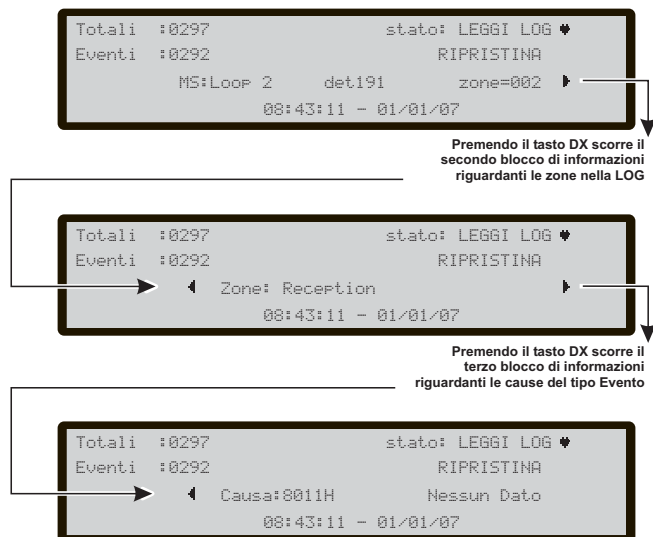 Totali :0297 stato: LEGGI LOG
Eventi :0292 RIPRISTINA
MS:Loop 2 det191 zone=002
08:43:11 - 01/01/07
Premendo il tasto DX scorre il
secondo blocco di informazioni
riguardanti le zone nella LOG
Totali :0297 stato: LEGGI LOG
Eventi :0292 RIPRISTINA
Zone: Reception
08:43:11 - 01/01/07
Premendo il tasto DX scorre il
terzo blocco di informazioni
riguardanti le cause del tipo Evento
Totali :0297 stato: LEGGI LOG
Eventi :0292 RIPRISTINA
Causa:8011H Nessun Dato
08:43:11 - 01/01/07